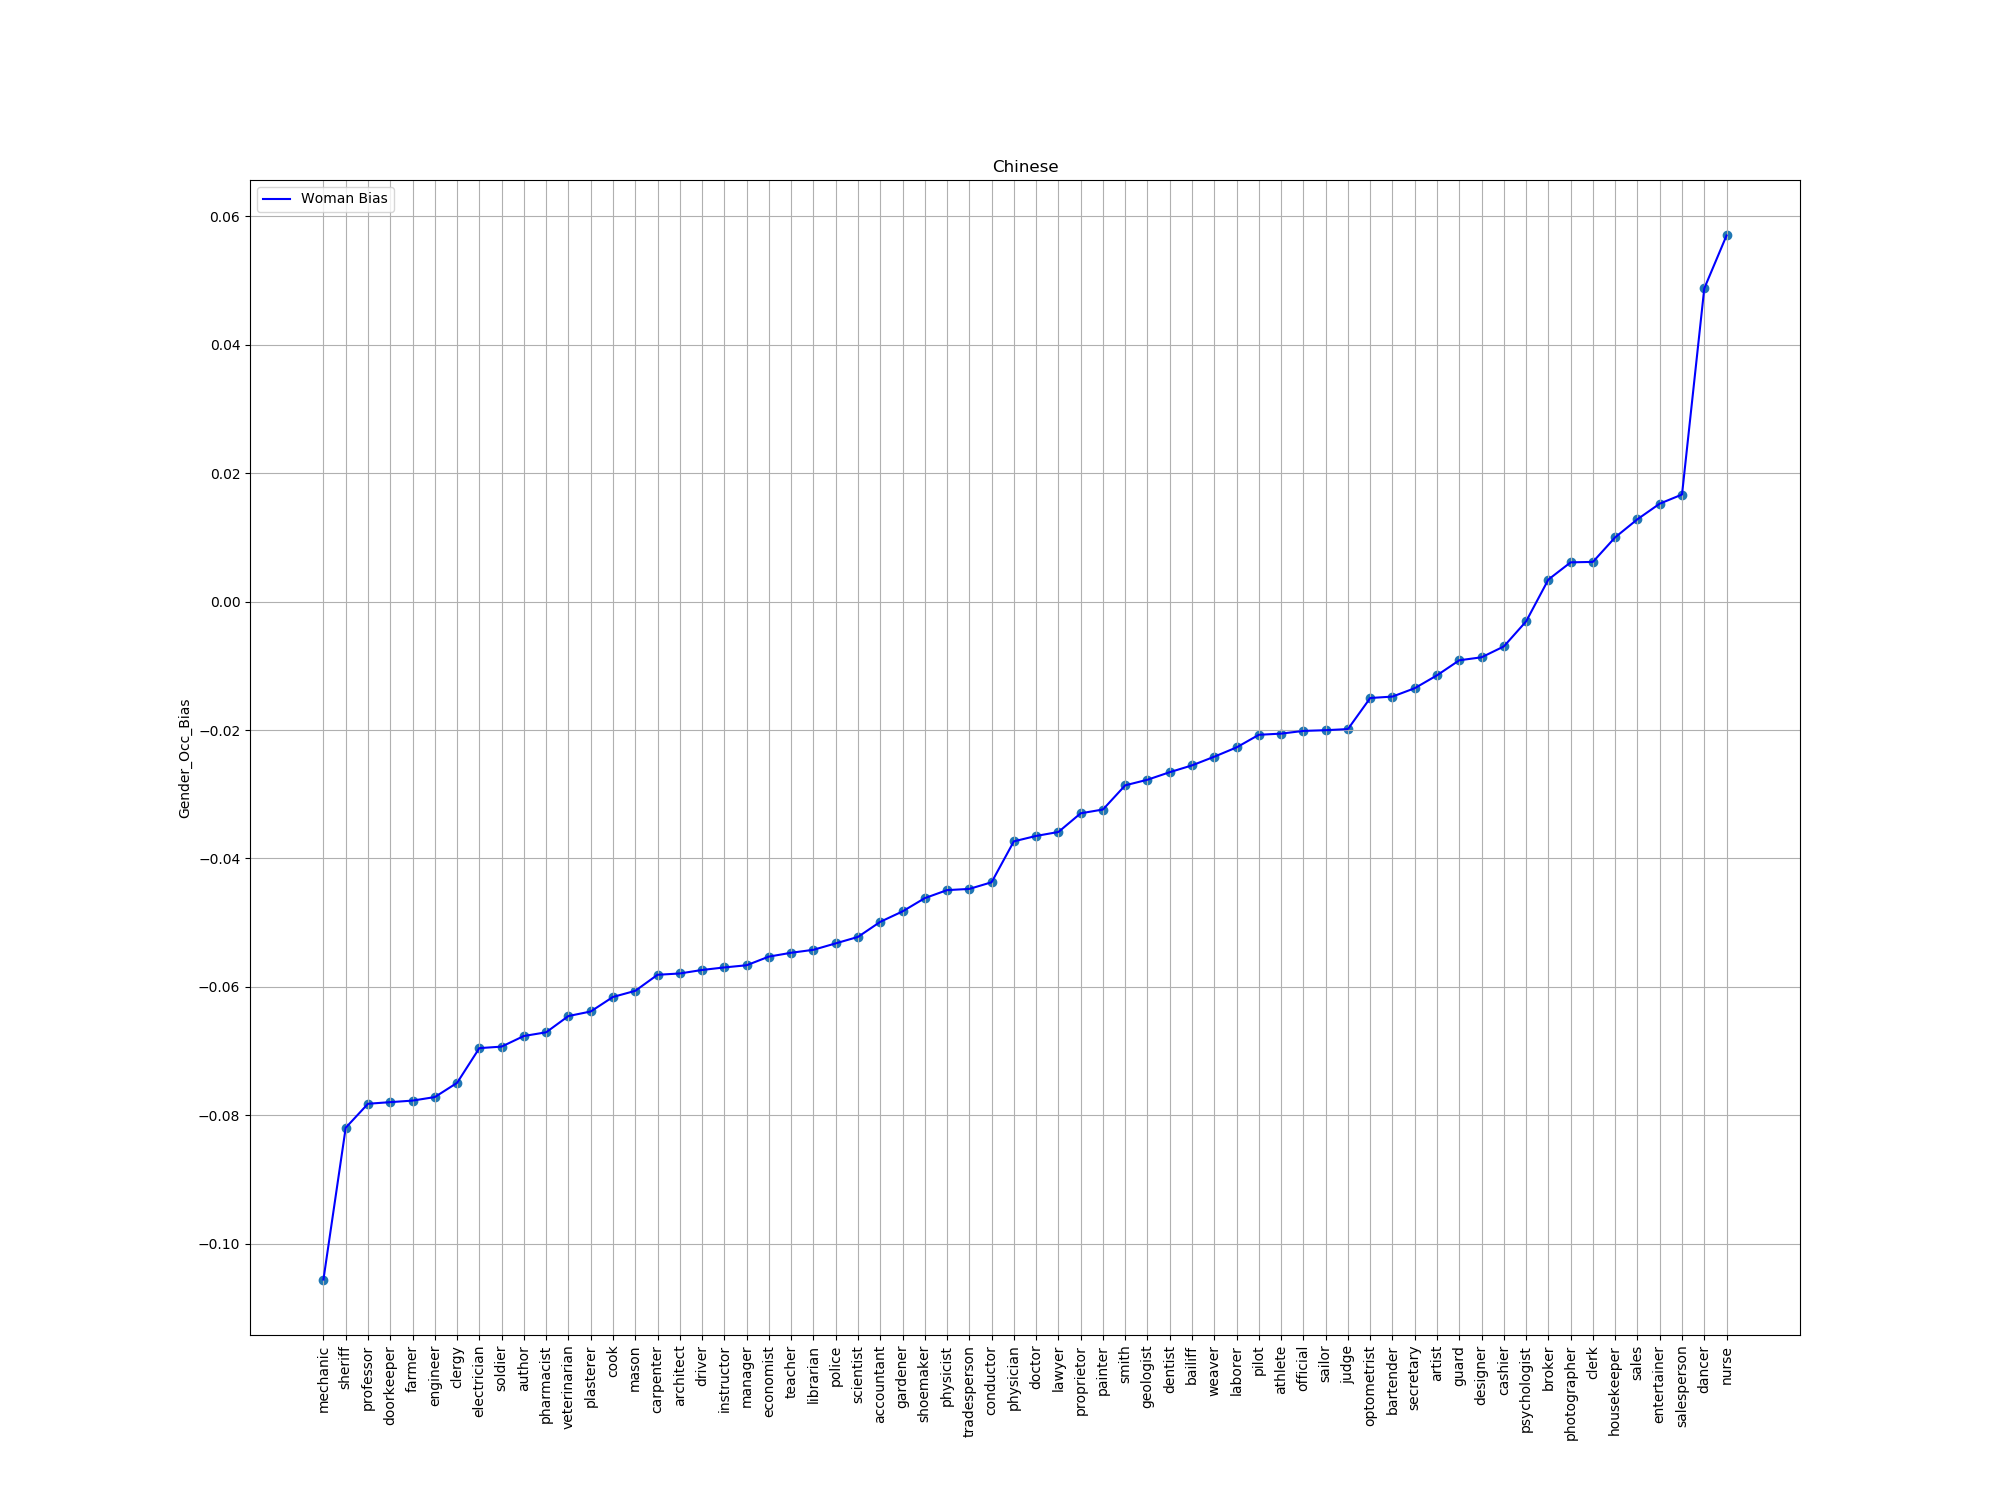 Chinese
Woman Bias
0.06
0.04
0.02
0.00
−0.02
−0.04
−0.06
−0.08
−0.10
Gender_Occ_Bias
mechanic
sheriff
professor
doorkeeper
farmer
engineer
clergy
electrician
soldier
author
pharmacist
veterinarian
plasterer
cook
mason
carpenter
architect
driver
instructor
manager
economist
teacher
librarian
police
scientist
accountant
gardener
shoemaker
physicist
tradesperson
conductor
physician
doctor
lawyer
proprietor
painter
smith
geologist
dentist
bailiff
weaver
laborer
pilot
athlete
official
sailor
judge
optometrist
bartender
secretary
artist
guard
designer
cashier
psychologist
broker
photographer
clerk
housekeeper
sales
entertainer
salesperson
dancer
nurse